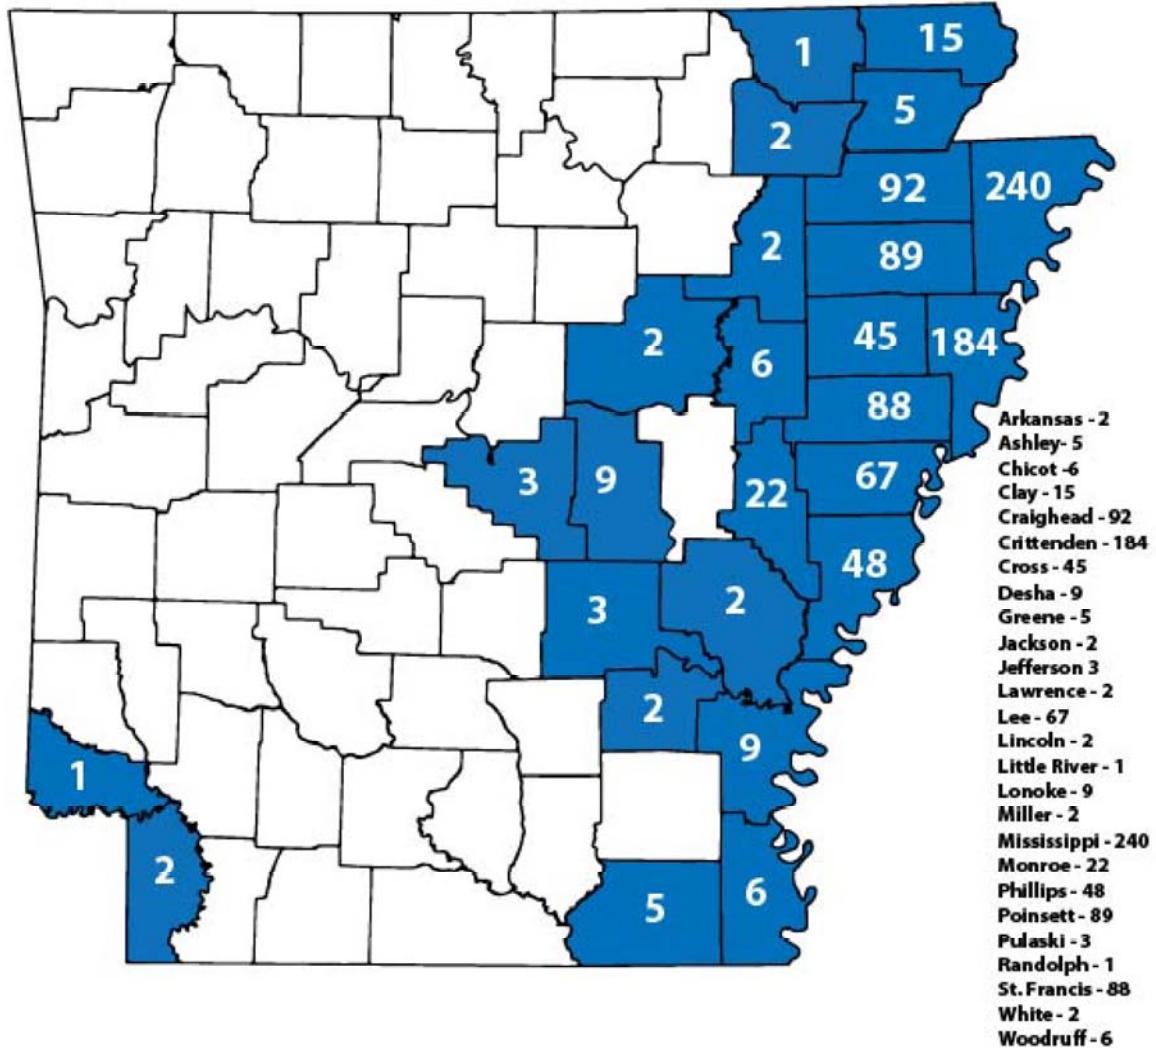 1
15
5
2
92
240
2
89
2
6
45
184
88
3
9
22
67
48
3
2
2
9
1
2
5
6
Arkansas - 2
Ashley- 5
Chicot -6
Clay - 15
Craighead - 92
Crittenden - 184
Cross - 45
Desha - 9
Greene - 5
Jackson - 2
Jefferson 3
Lawrence - 2
Lee - 67
Lincoln - 2
Little River - 1
Lonoke - 9
Miller - 2
Mississippi - 240
Monroe - 22
Phillips - 48
Poinsett - 89
Pulaski - 3
Randolph - 1
St. Francis - 88
White - 2
Woodruff - 6